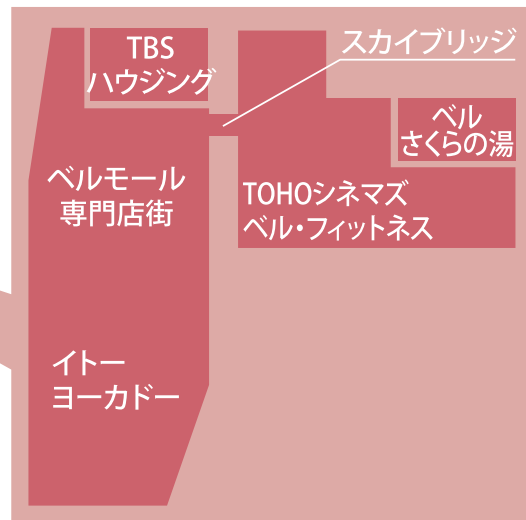 TBS
ハウジング
スカイブリッジ
ベル
さくらの湯
ベルモール
専門店街
TOHOシネマズ
ベル・フィットネス
イトー
ヨーカドー